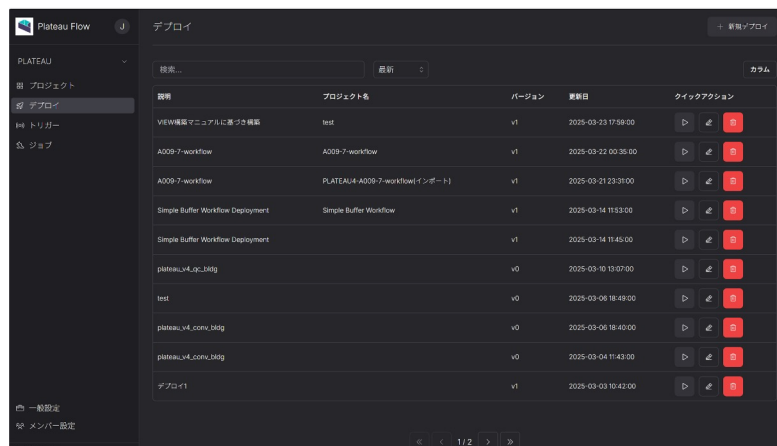 Plateau Flow
J
デプロイ
+ 新規デプロイ
PLATEAU
プロジェクト
デプロイ
トリガー
ジョブ
検索...
最新
カラム
説明 プロジェクト名 バージョン 更新日 クイックアクション
VIEW構築マニュアルに基づき構築 test v1 2025-03-23 17:59:00
A009-7-workflow A009-7-workflow v1 2025-03-22 00:35:00
A009-7-workflow PLATEAU4-A009-7-workflow(インポート) v1 2025-03-21 23:31:00
Simple Buffer Workflow Deployment Simple Buffer Workflow v1 2025-03-14 11:53:00
Simple Buffer Workflow Deployment v1 2025-03-14 11:45:00
plateau_v4_qc_bldg v0 2025-03-10 13:07:00
test v0 2025-03-06 18:49:00
plateau_v4_conv_bldg v0 2025-03-06 18:40:00
plateau_v4_conv_bldg v0 2025-03-04 11:43:00
デプロイ1 v1 2025-03-03 10:42:00
一般設定
メンバー設定
1 / 2